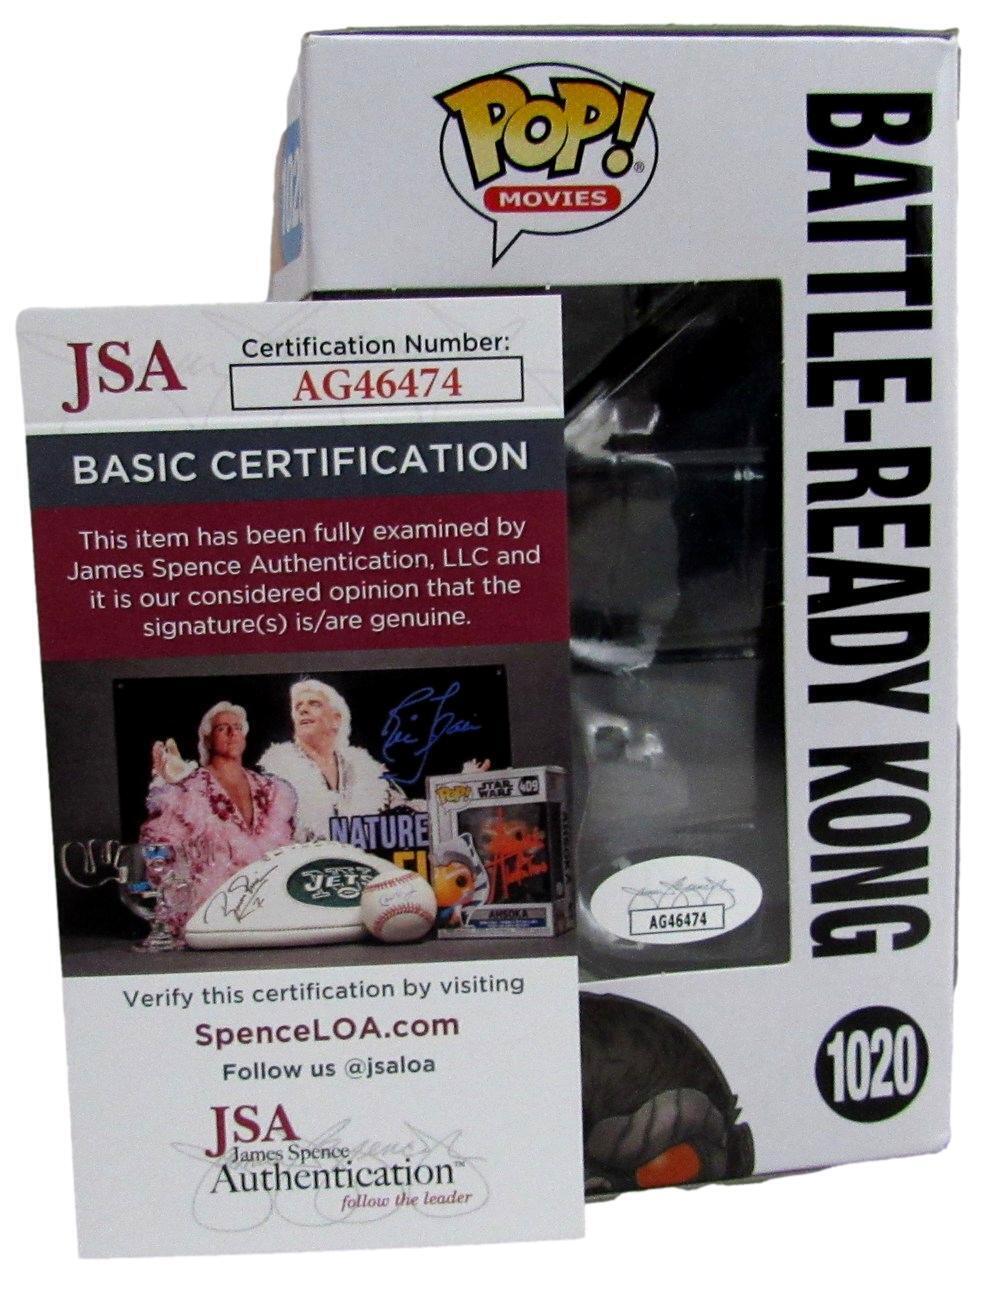 POP!
MOVIES
BATTLE-READY KONG
1020
JSA
Certification Number:
AG46474
BASIC CERTIFICATION
This item has been fully examined by
James Spence Authentication, LLC and
it is our considered opinion that the
signature(s) is/are genuine.
NATURE
JETS
POP!
STAR
WARS
409
AHSOKA
AG46474
Verify this certification by visiting
SpenceLOA.com
Follow us @jsaloa
JSA
James Spence
Authentication™
follow the leader